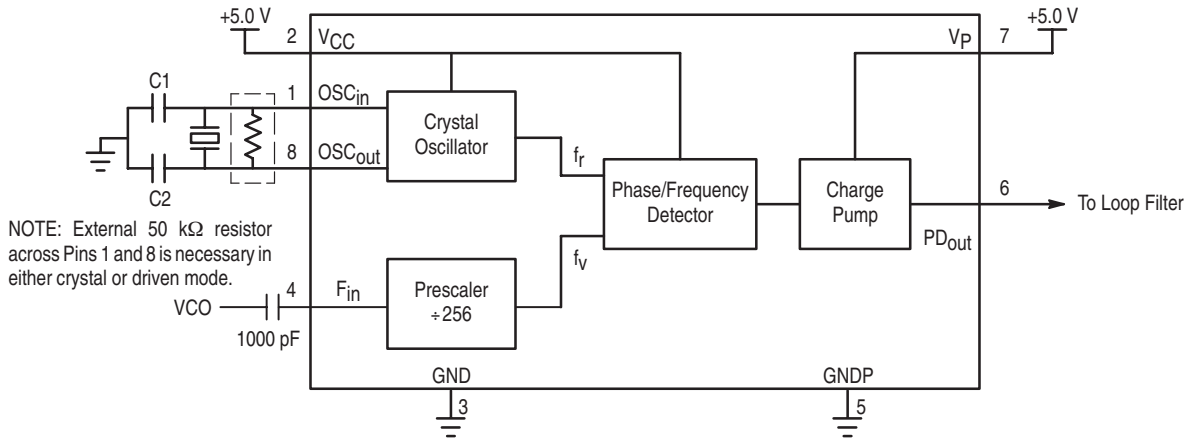 +5.0 V
+5.0 V
2
VCC
VP
7
C1
1
OSCin
Crystal
Oscillator
8
OSCout
C2
fr
Phase/Frequency
Detector
Charge
Pump
6
To Loop Filter
PDout
NOTE: External 50 kΩ resistor
across Pins 1 and 8 is necessary in
either crystal or driven mode.
fv
VCO
4
Fin
1000 pF
Prescaler
÷256
GND
3
GNDP
5